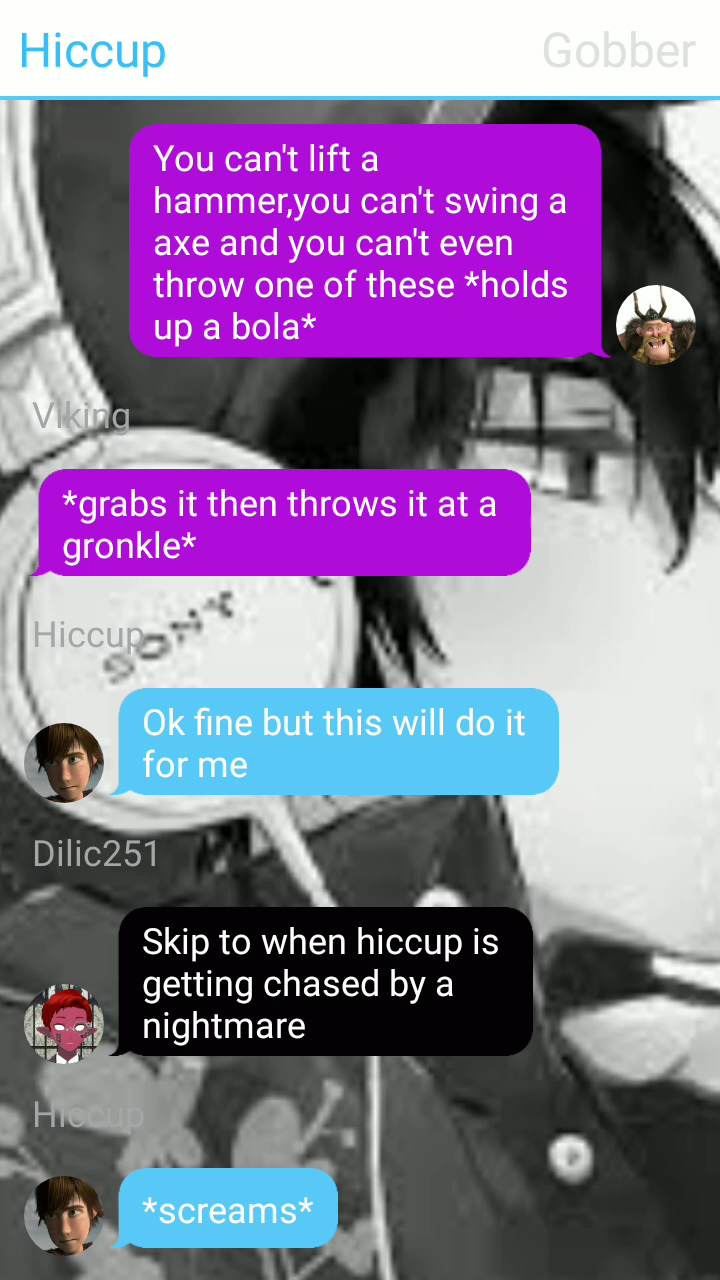 Hiccup
Gobber
You can't lift a
hammer,you can't swing a
axe and you can't even
throw one of these *holds
up a bola*
VIking
*grabs it then throws it at a
gronkle*
SONY
Hiccup
Ok fine but this will do it
for me
Dilic251
Skip to when hiccup is
getting chased by a
nightmare
Hiccup
*screams*